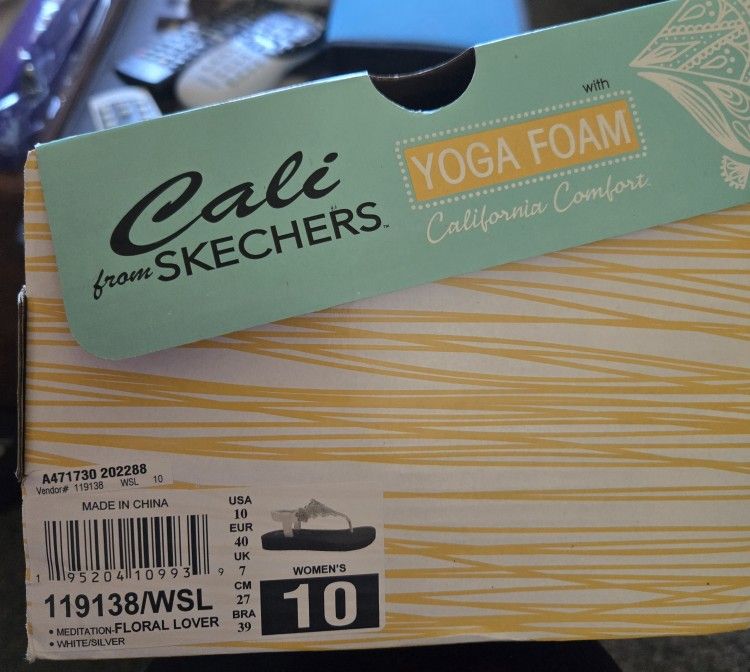 with
YOGA FOAM
California Comfort™
Cali
from SKECHERS™
A471730 202288
Vendor# 119138 WSL 10
MADE IN CHINA
1 95204 10993 9
119138/WSL
• MEDITATION-FLORAL LOVER
• WHITE/SILVER
USA
10
EUR
40
UK
7
CM
27
BRA
39
WOMEN'S
10